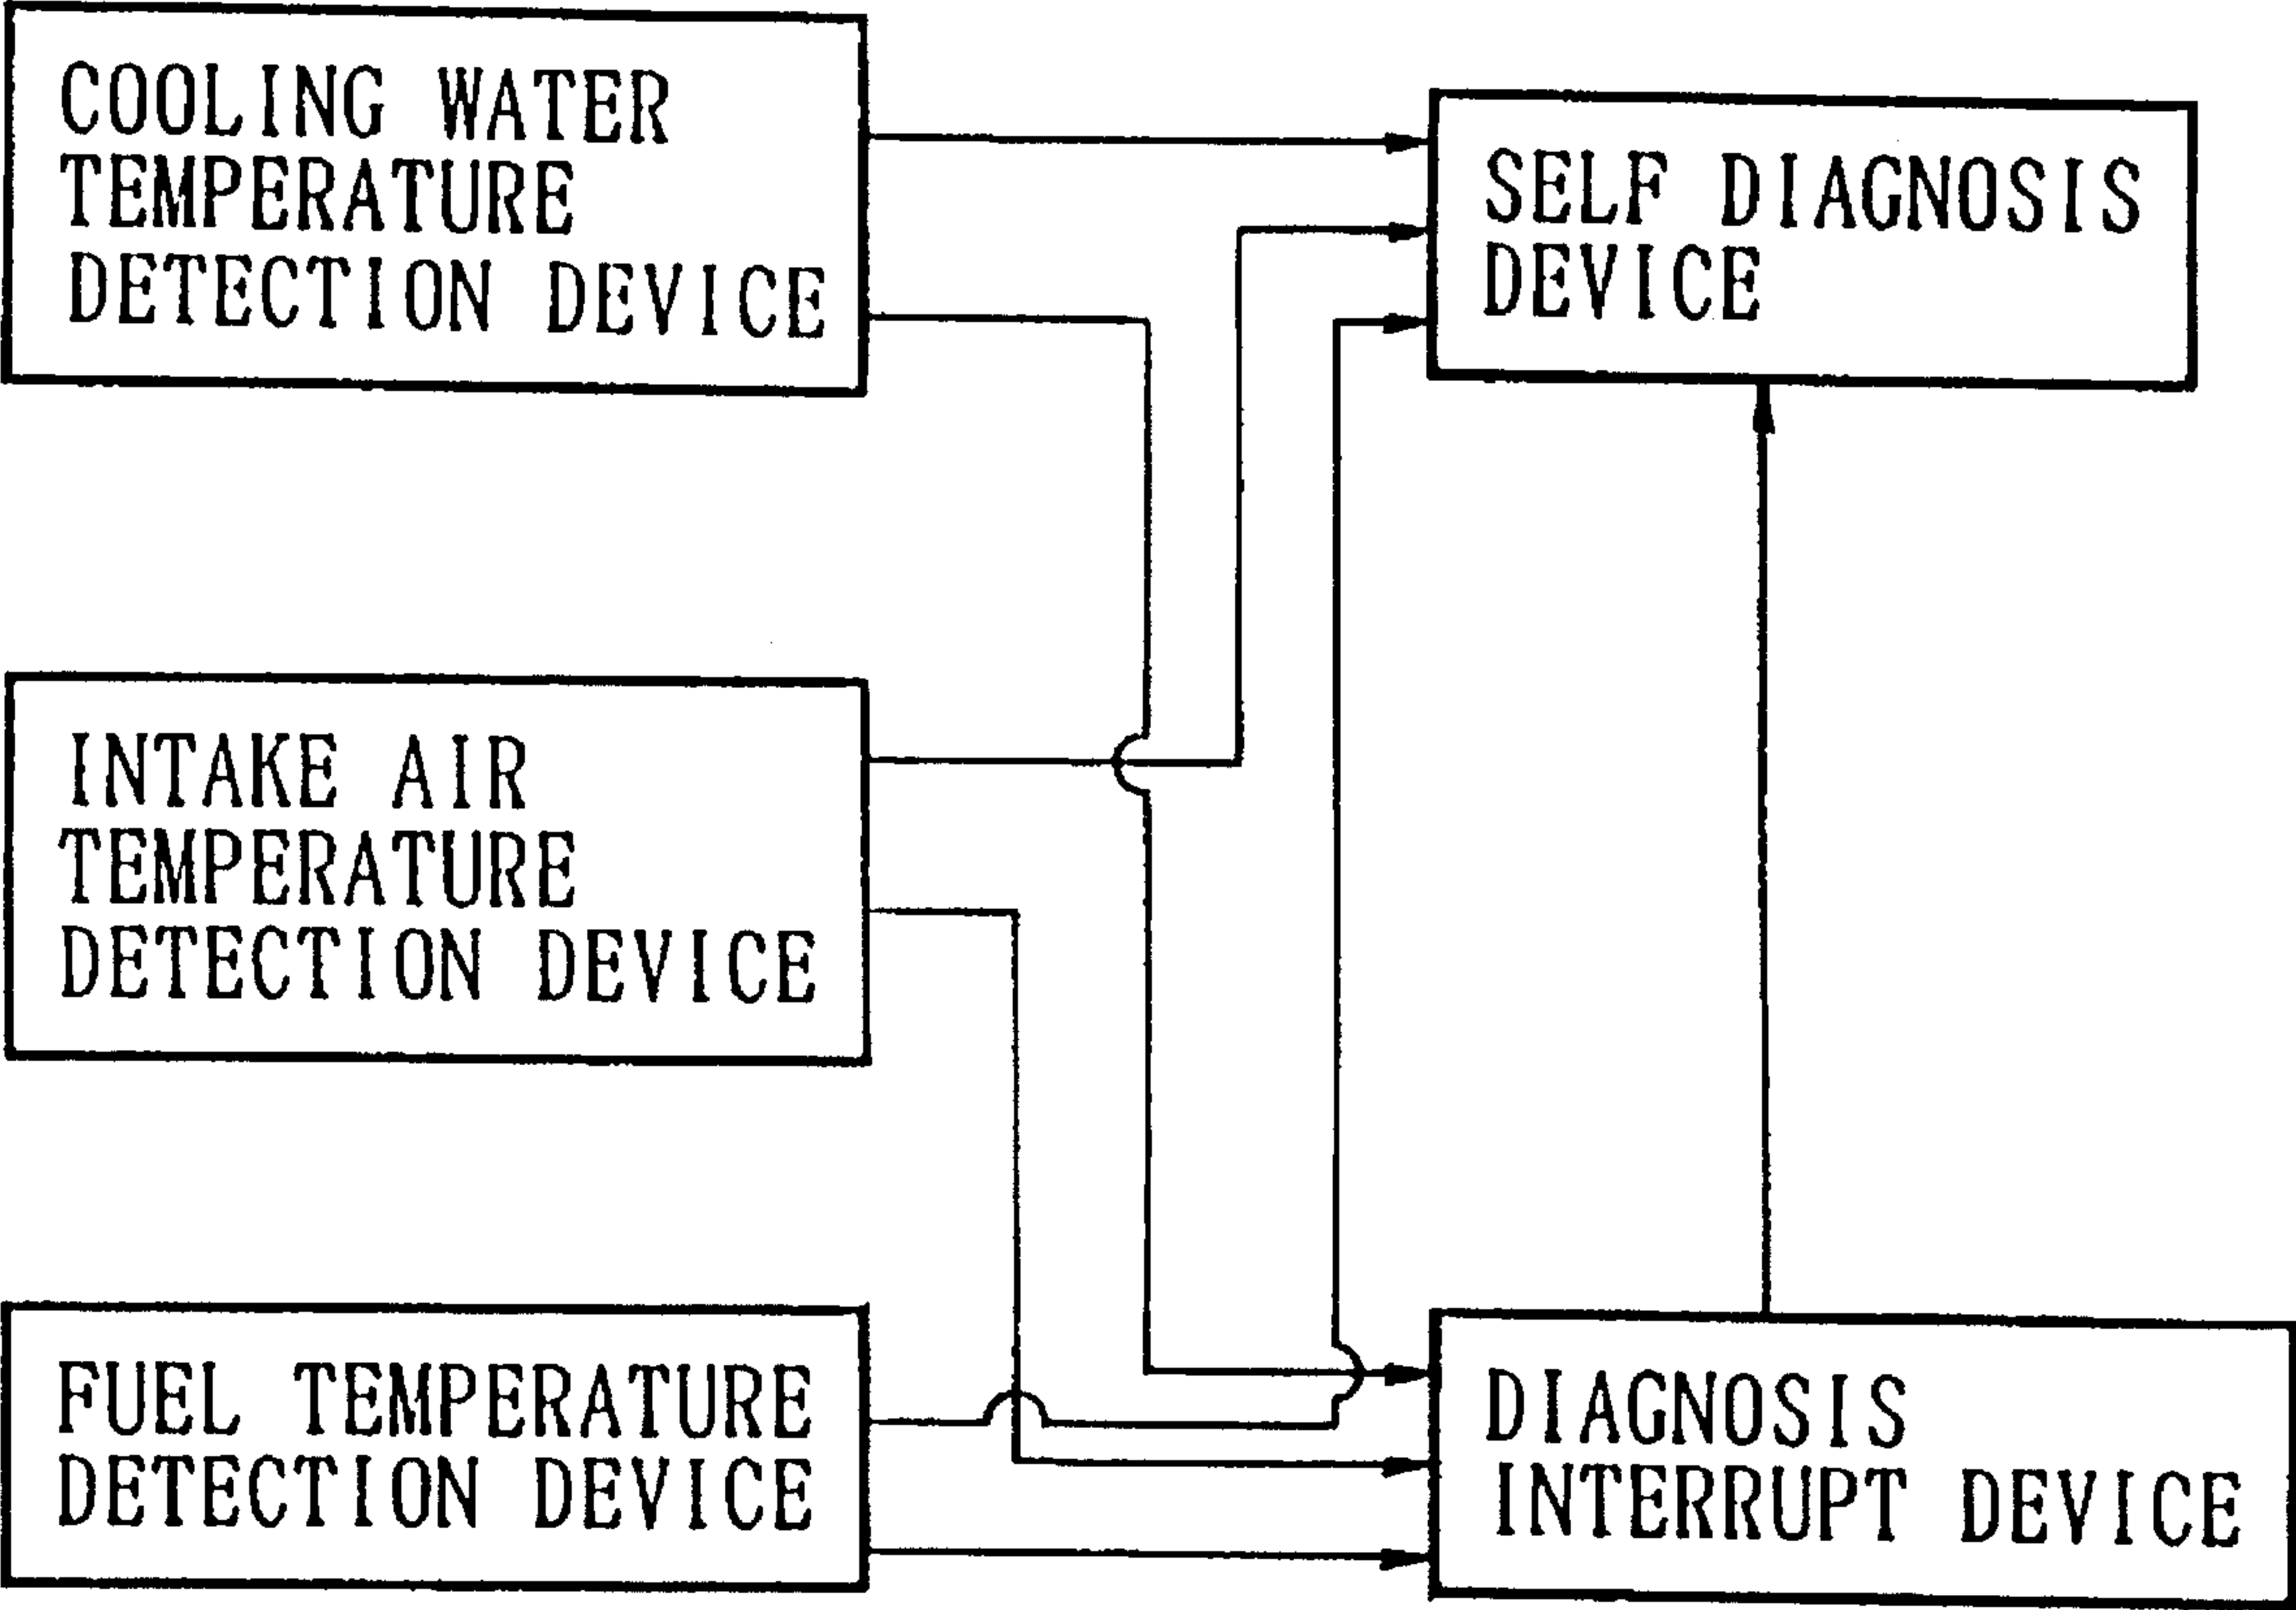 COOLING WATER
TEMPERATURE
DETECTION DEVICE
SELF DIAGNOSIS
DEVICE
INTAKE AIR
TEMPERATURE
DETECTION DEVICE
FUEL TEMPERATURE
DETECTION DEVICE
DIAGNOSIS
INTERRUPT DEVICE